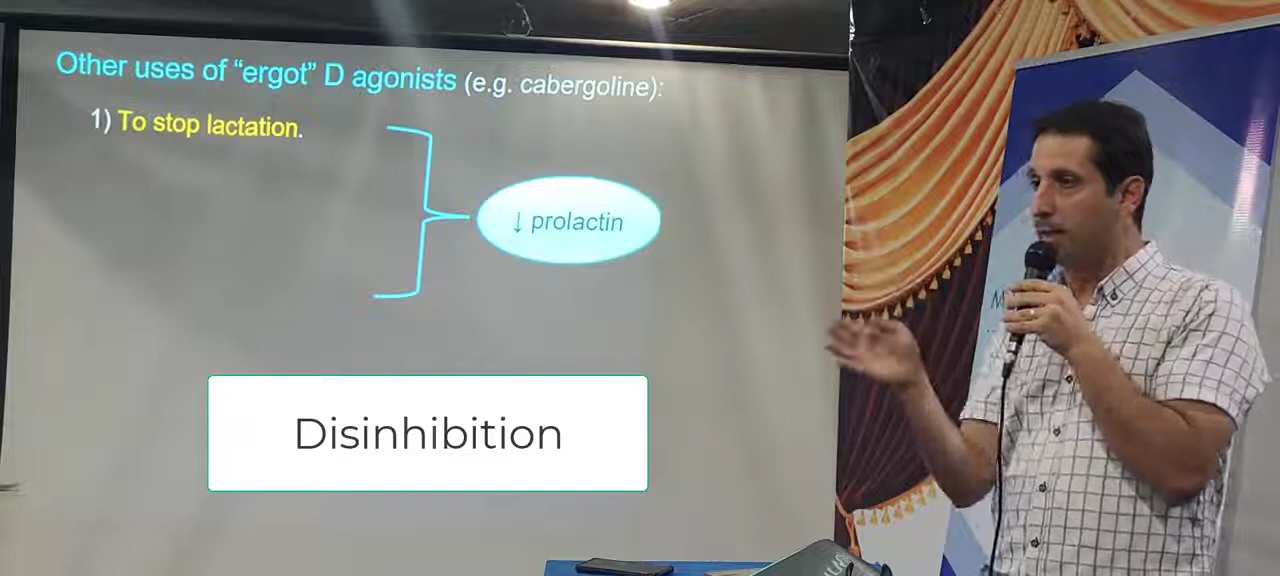 Other uses of “ergot” D agonists (e.g. cabergoline):
1) To stop lactation.
↓ prolactin
Disinhibition